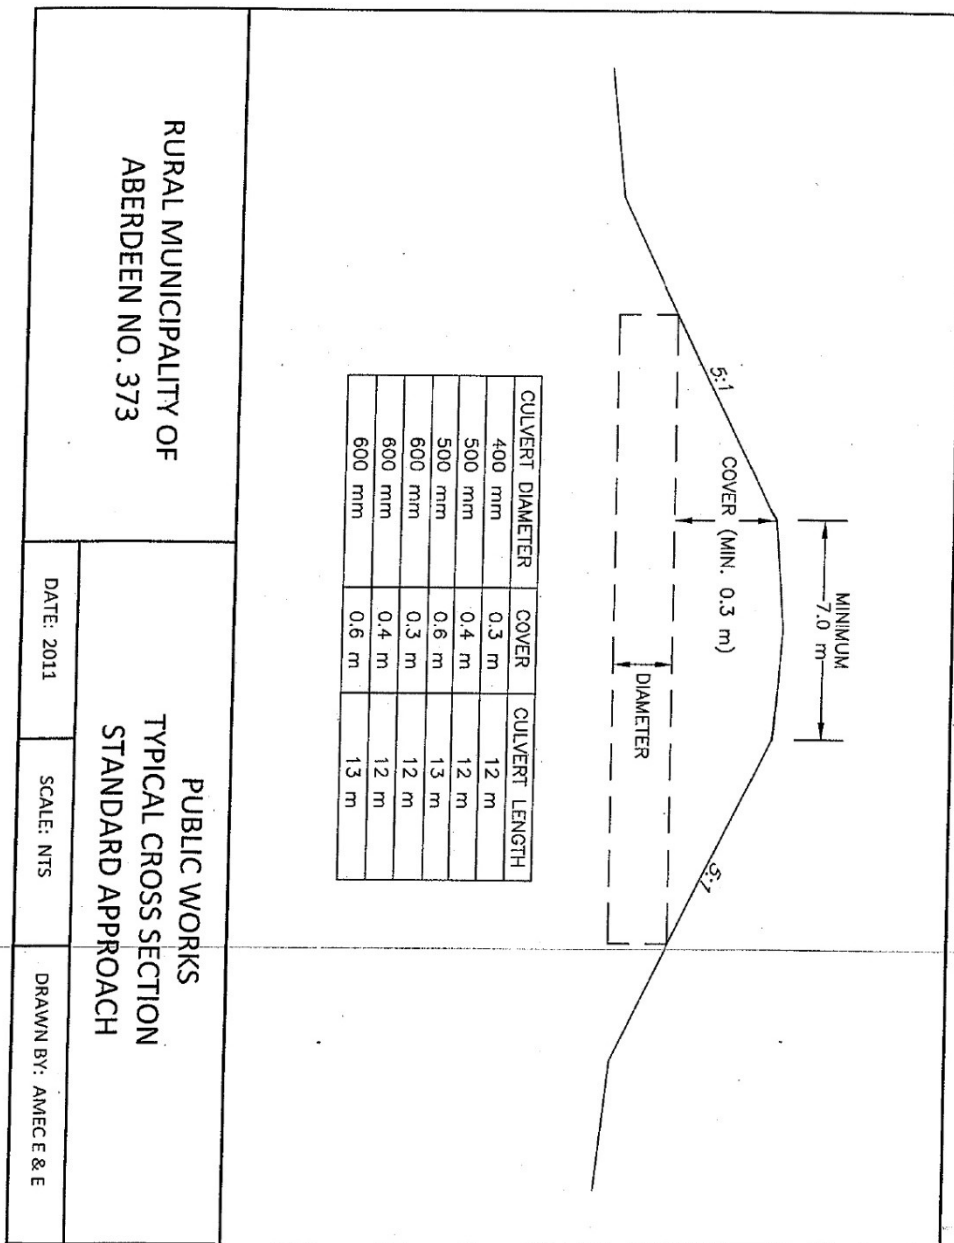 MINIMUM
7.0 m
5:1
COVER (MIN. 0.3 m)
5:1
DIAMETER
CULVERT DIAMETER COVER CULVERT LENGTH
400 mm 0.3 m 12 m
500 mm 0.4 m 12 m
500 mm 0.6 m 13 m
600 mm 0.3 m 12 m
600 mm 0.4 m 12 m
600 mm 0.6 m 13 m
RURAL MUNICIPALITY OF
ABERDEEN NO. 373
PUBLIC WORKS
TYPICAL CROSS SECTION
STANDARD APPROACH
DATE: 2011
SCALE: NTS
DRAWN BY: AMEC E & E